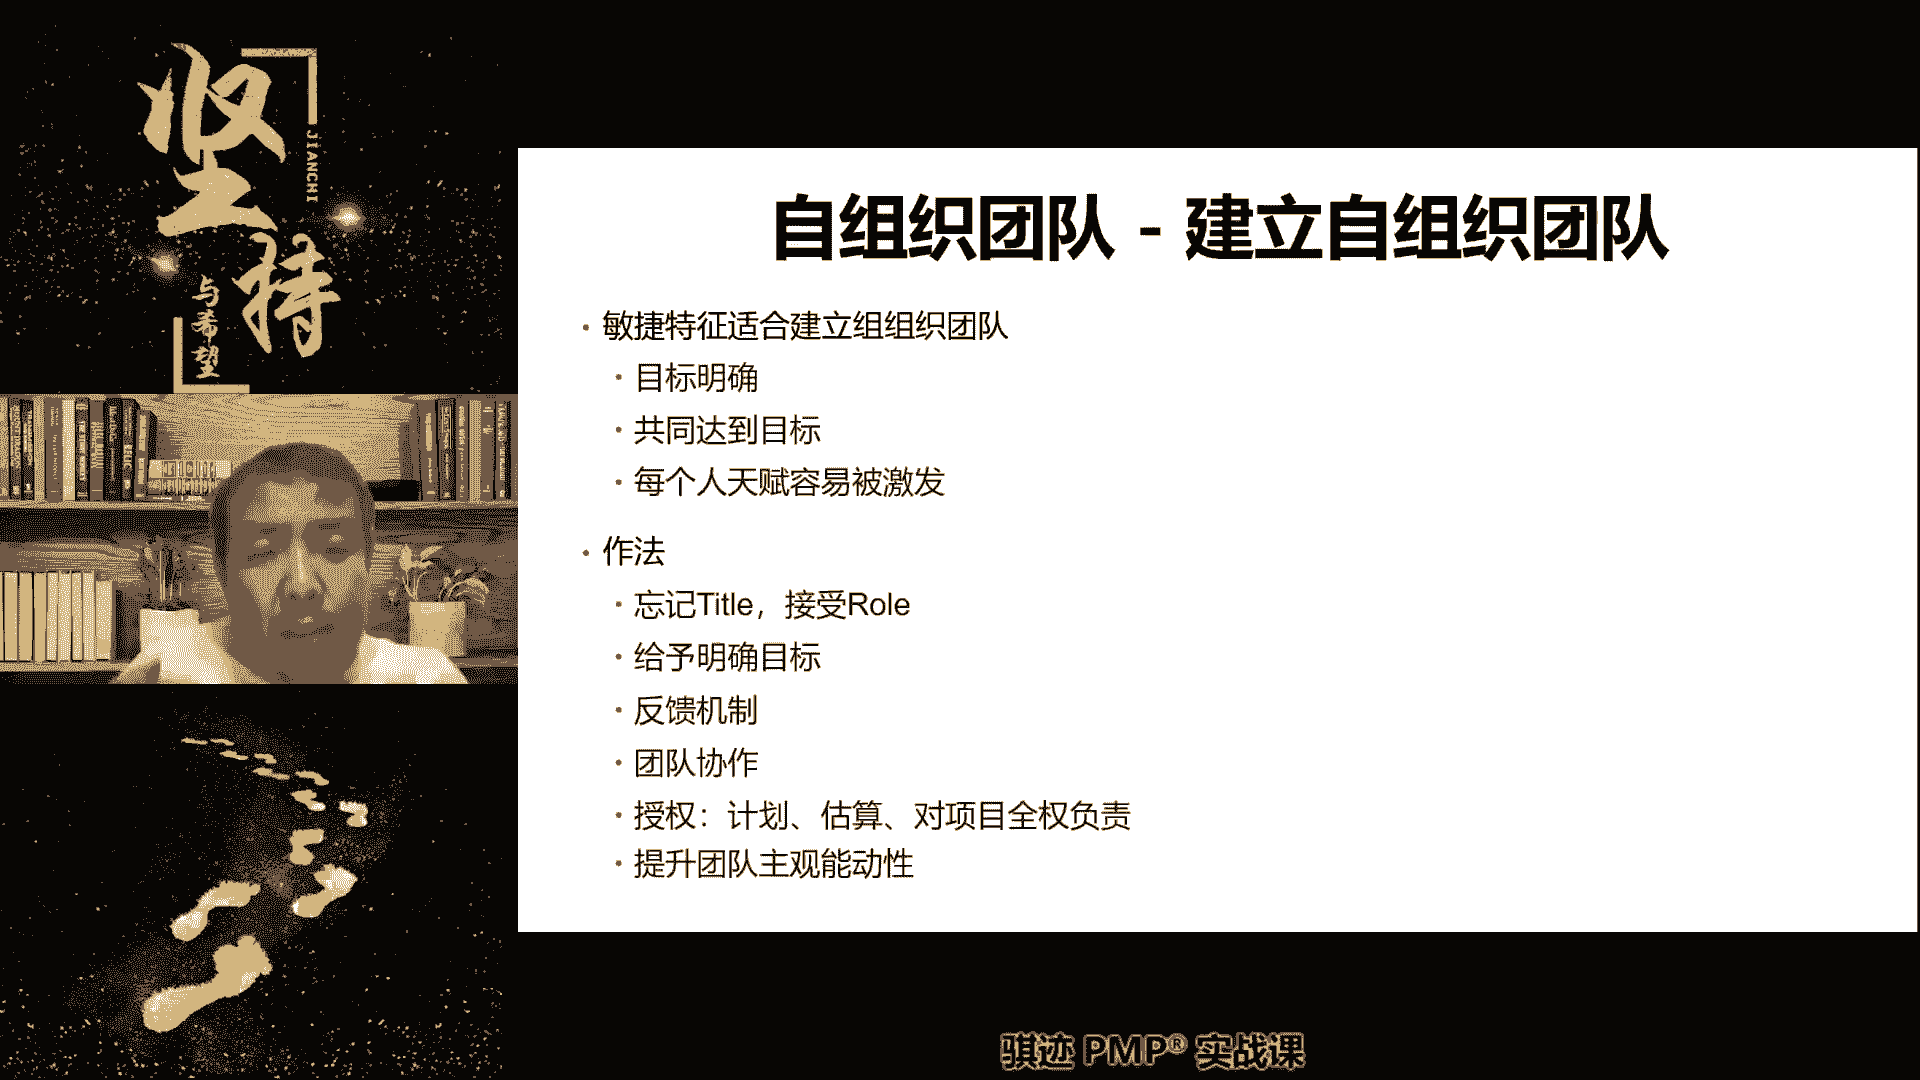 坚持
JIANCHI
与希望
自组织团队 - 建立自组织团队
· 敏捷特征适合建立组组织团队
· 目标明确
· 共同达到目标
· 每个人天赋容易被激发
· 作法
· 忘记Title，接受Role
· 给予明确目标
· 反馈机制
· 团队协作
· 授权：计划、估算、对项目全权负责
· 提升团队主观能动性
骐迹 PMP® 实战课